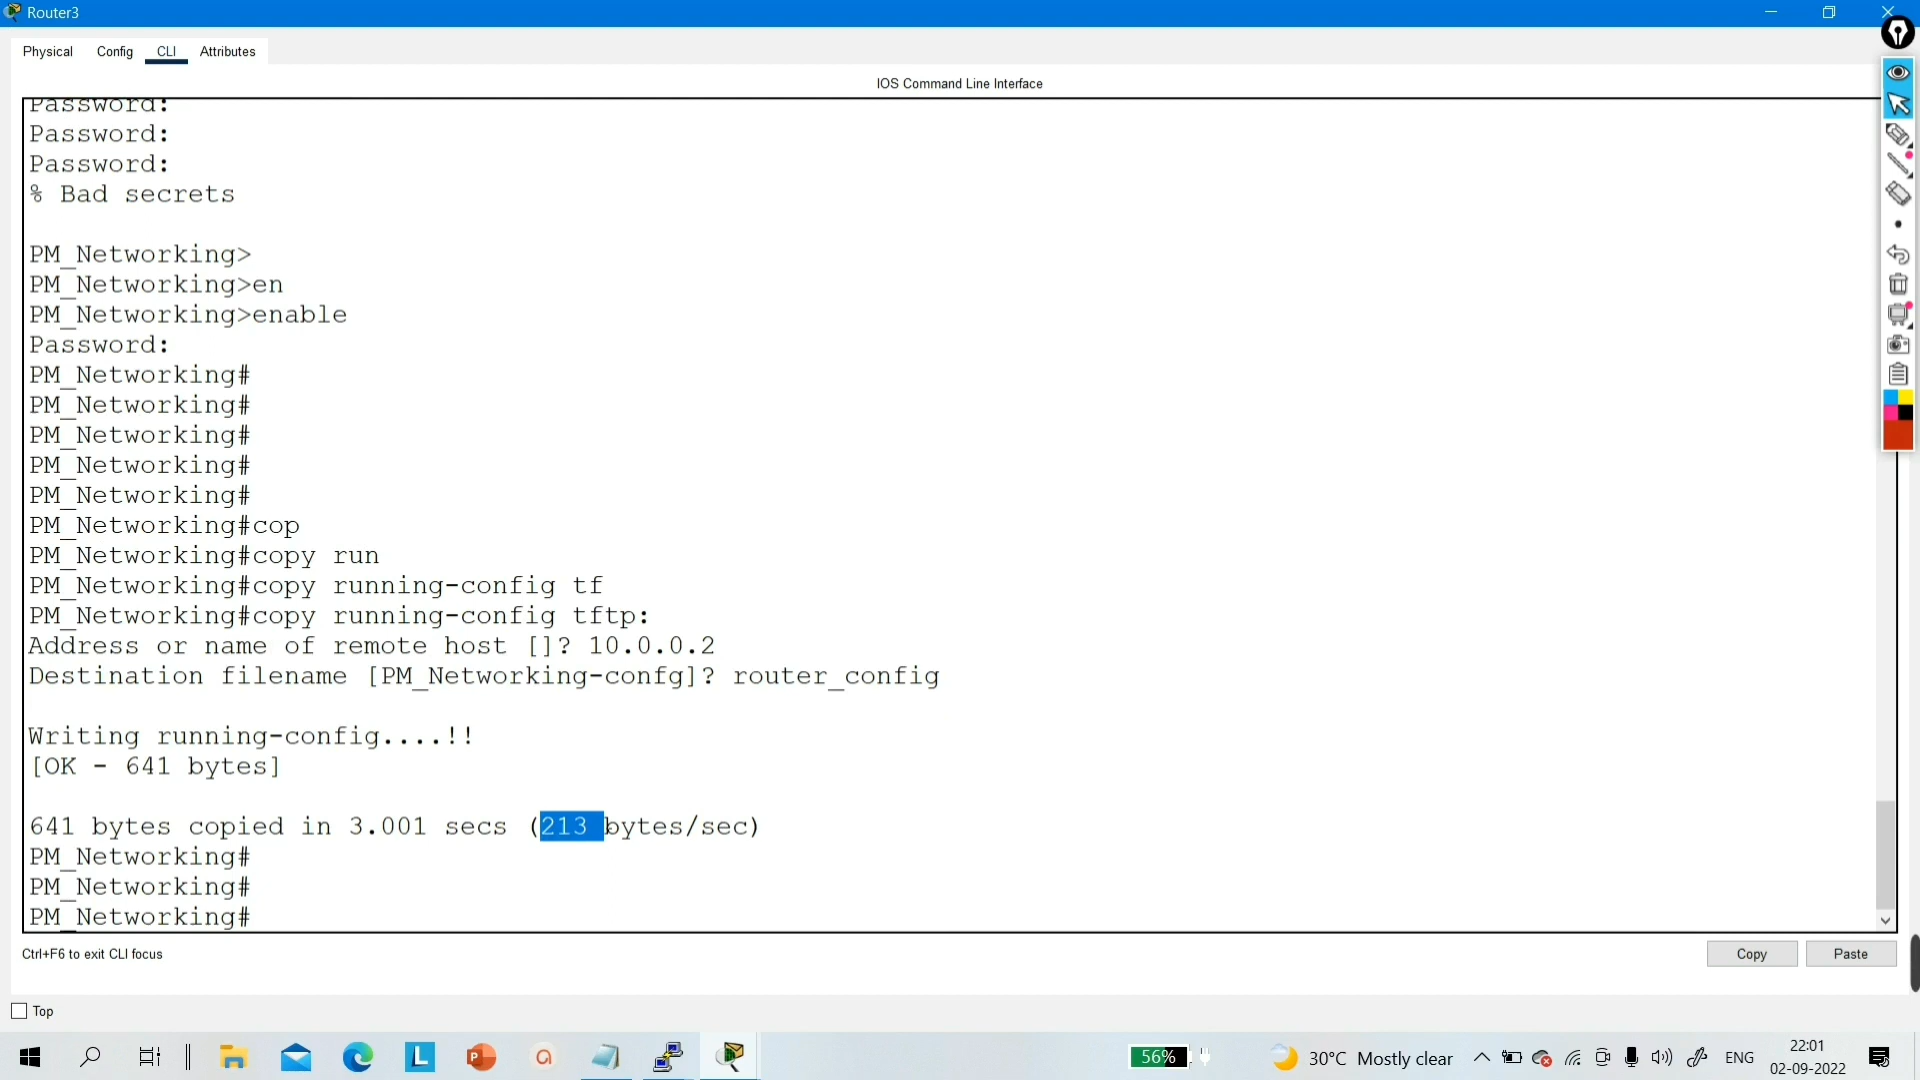 Router3
Physical Config CLI Attributes
IOS Command Line Interface
Password:
Password:
Password:
% Bad secrets
PM_Networking>
PM_Networking>en
PM_Networking>enable
Password:
PM_Networking#
PM_Networking#
PM_Networking#
PM_Networking#
PM_Networking#
PM_Networking#cop
PM_Networking#copy run
PM_Networking#copy running-config tf
PM_Networking#copy running-config tftp:
Address or name of remote host []? 10.0.0.2
Destination filename [PM_Networking-confg]? router_config
Writing running-config....!!
[OK - 641 bytes]
641 bytes copied in 3.001 secs (213 bytes/sec)
PM_Networking#
PM_Networking#
PM_Networking#
Ctrl+F6 to exit CLI focus
Copy Paste
Top
56% 30°C Mostly clear ENG 22:01
02-09-2022